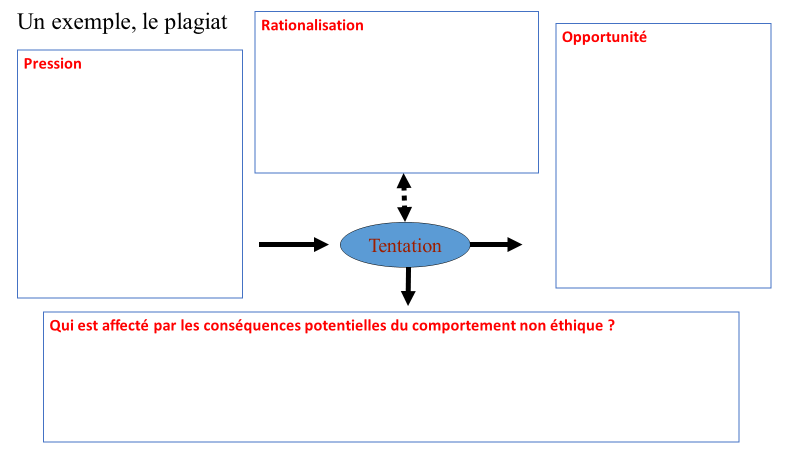 Un exemple, le plagiat
Pression
Rationalisation
Opportunité
Tentation
Qui est affecté par les conséquences potentielles du comportement non éthique ?